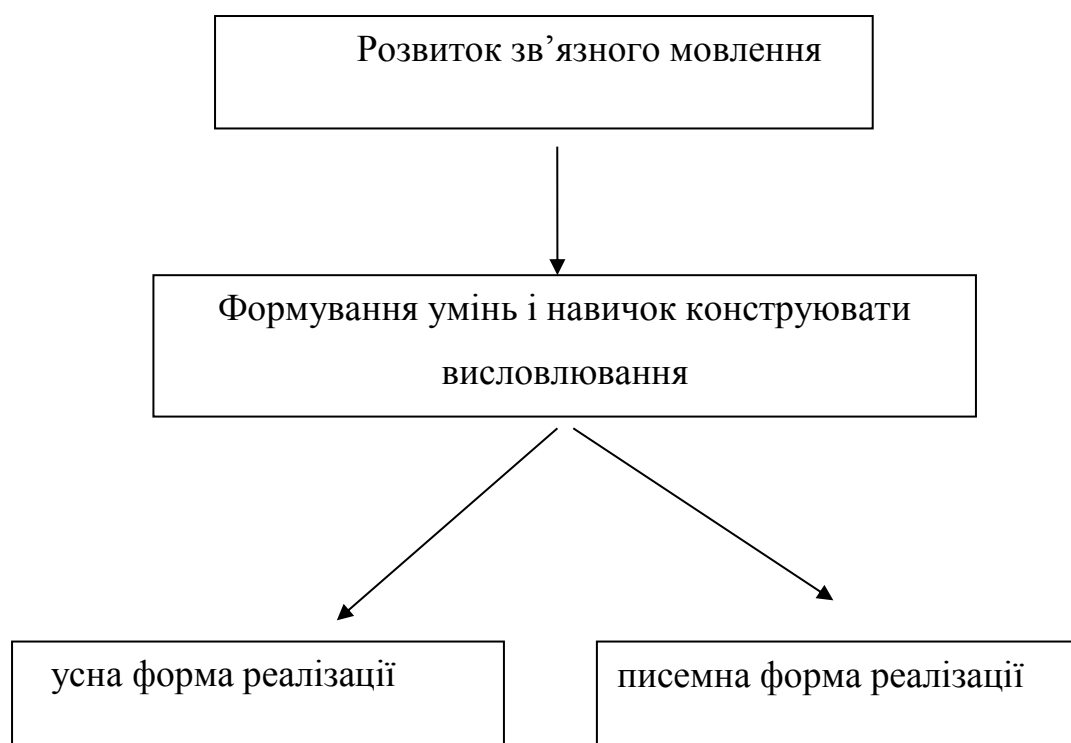 Розвиток зв’язного мовлення
Формування умінь і навичок конструювати
висловлювання
усна форма реалізації
писемна форма реалізації